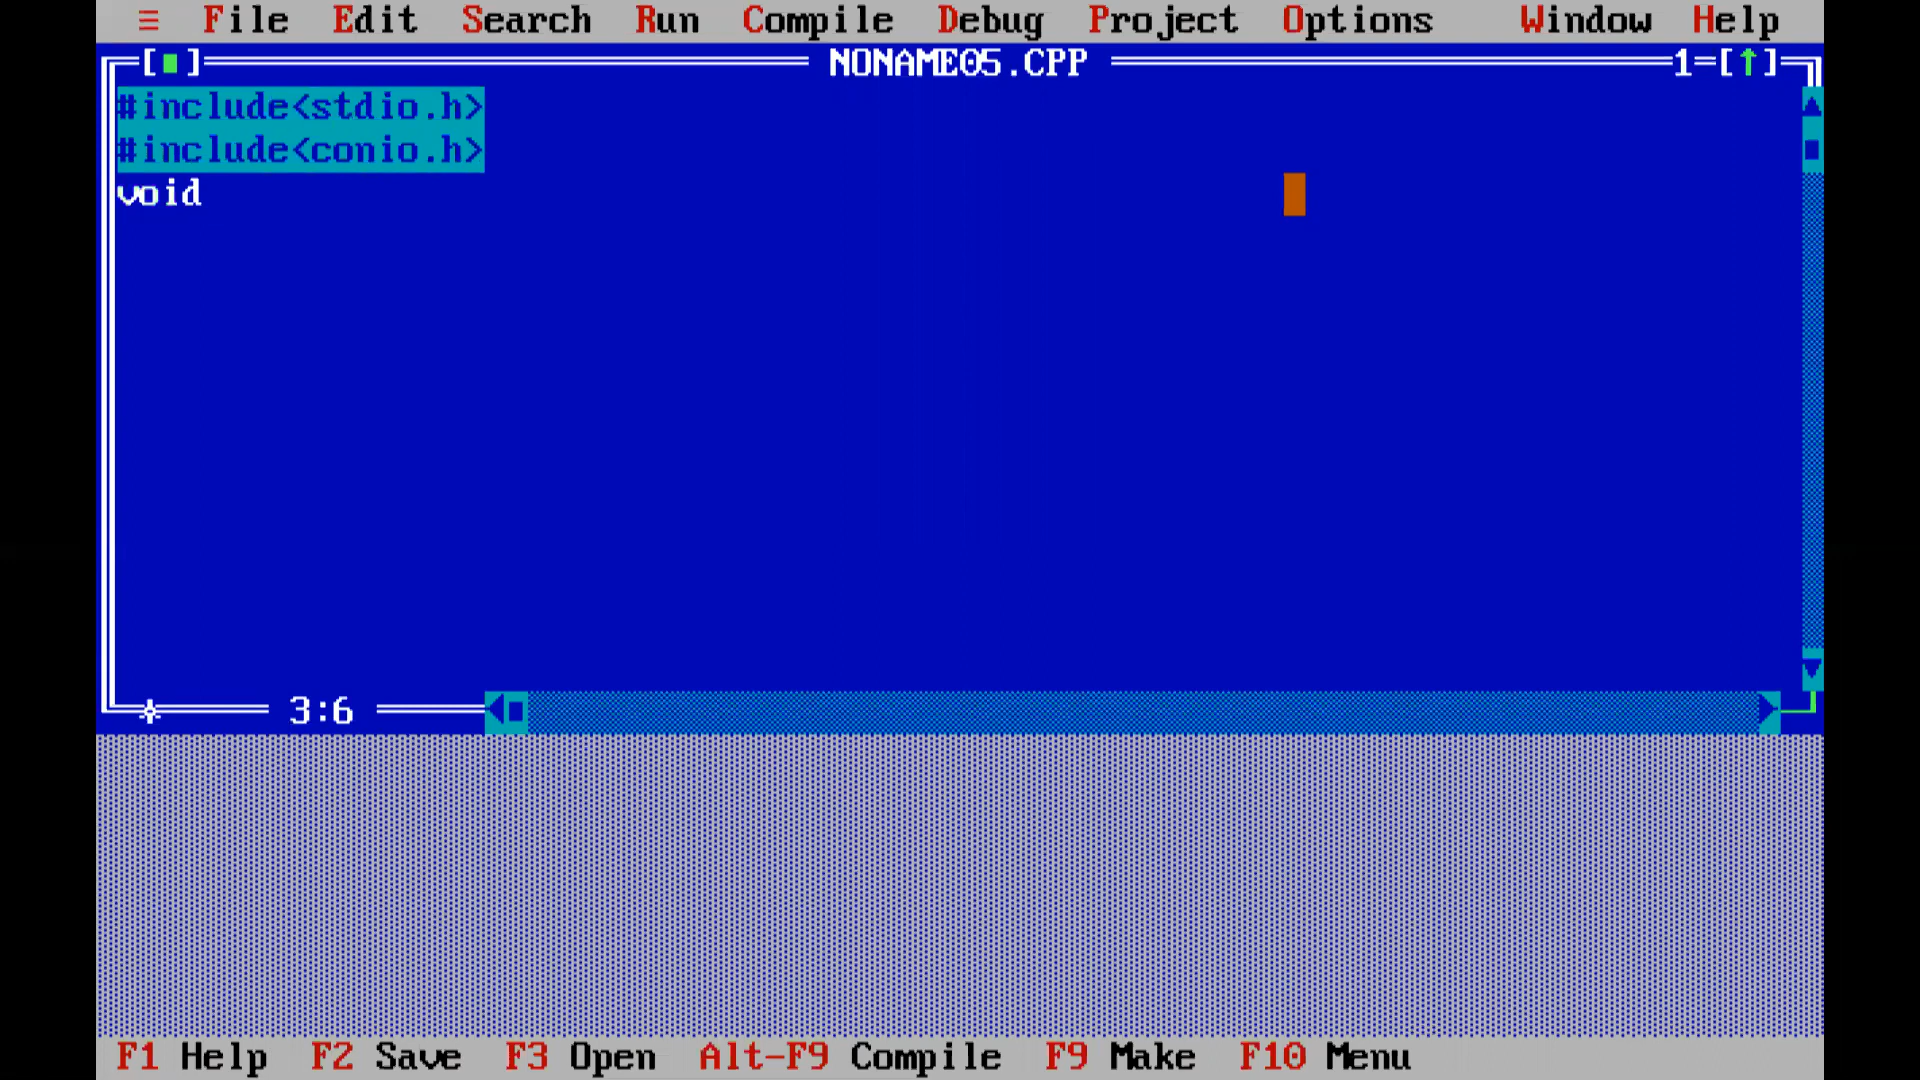 ≡ File Edit Search Run Compile Debug Project Options Window Help
[■] NONAME05.CPP 1=[↑]
#include<stdio.h>
#include<conio.h>
void
3:6
F1 Help F2 Save F3 Open Alt-F9 Compile F9 Make F10 Menu